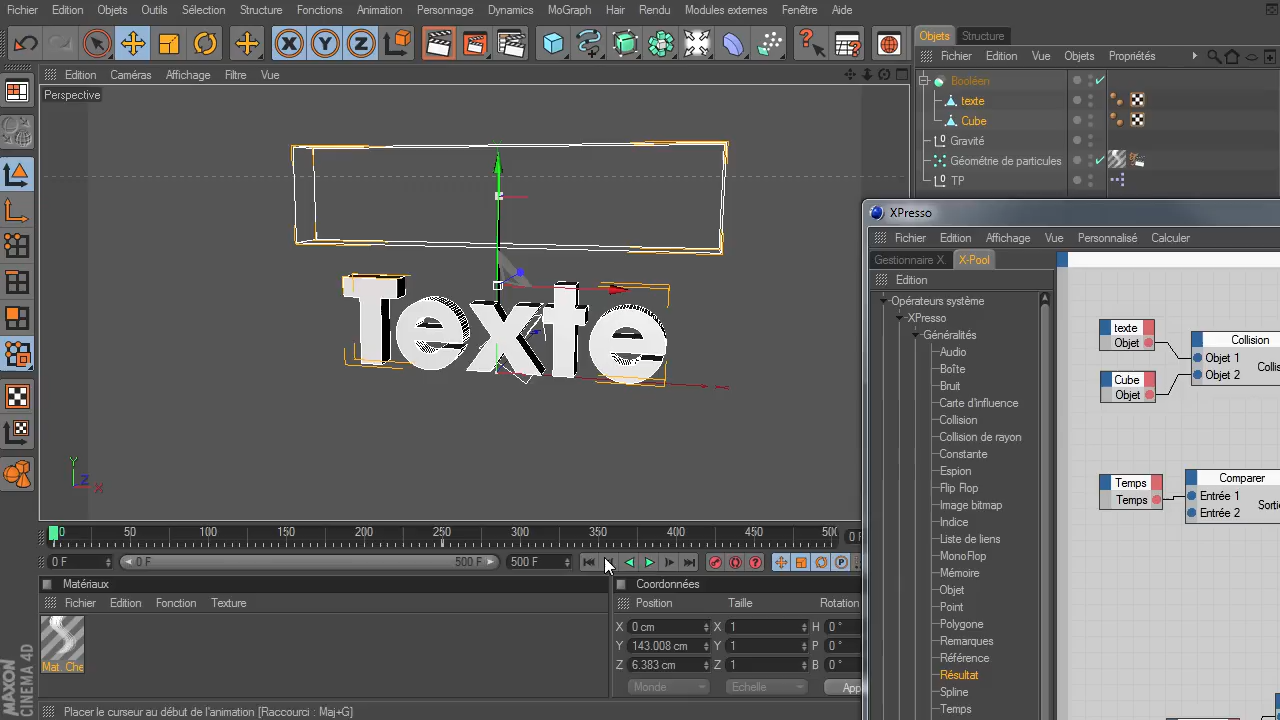 Fichier Edition Outils Sélection Structure Fonctions Animation Personnage Dynamics MoGraph Hair Rendu Modules externes Fenêtre Aide
X Y Z
Objets Structure
Fichier Edition Vue Objets Propriétés
Edition Caméras Affichage Filtre Vue
Perspective
Booléen
texte
Cube
Gravité
Géométrie de particules
TP
XPresso
Fichier Edition Affichage Vue Personnalisé Calculer
Gestionnaire X. X-Pool
Edition
Opérateurs système
XPresso
Généralités
Audio
Boîte
Bruit
Carte d'influence
Collision
Collision de rayon
Constante
Espion
Flip Flop
Image bitmap
Indice
Liste de liens
MonoFlop
Mémoire
Objet
Point
Polygone
Remarques
Référence
Résultat
Spline
Temps
texte
Objet
Cube
Objet
Collision
Objet 1
Objet 2
Temps
Temps
Comparer
Entrée 1
Entrée 2
Texte
Y
Z
X
0 50 100 150 200 250 300 350 400 450
0 F 0 F 500 F 500 F
Matériaux
Fichier Edition Fonction Texture
Mat. Che
Coordonnées
Position Taille Rotation
X 0 cm X 1 H 0 °
Y 143.008 cm Y 1 P 0 °
Z 6.383 cm Z 1 B 0 °
Monde Echelle
MAXON
CINEMA 4D
Placer le curseur au début de l'animation [Raccourci : Maj+G]